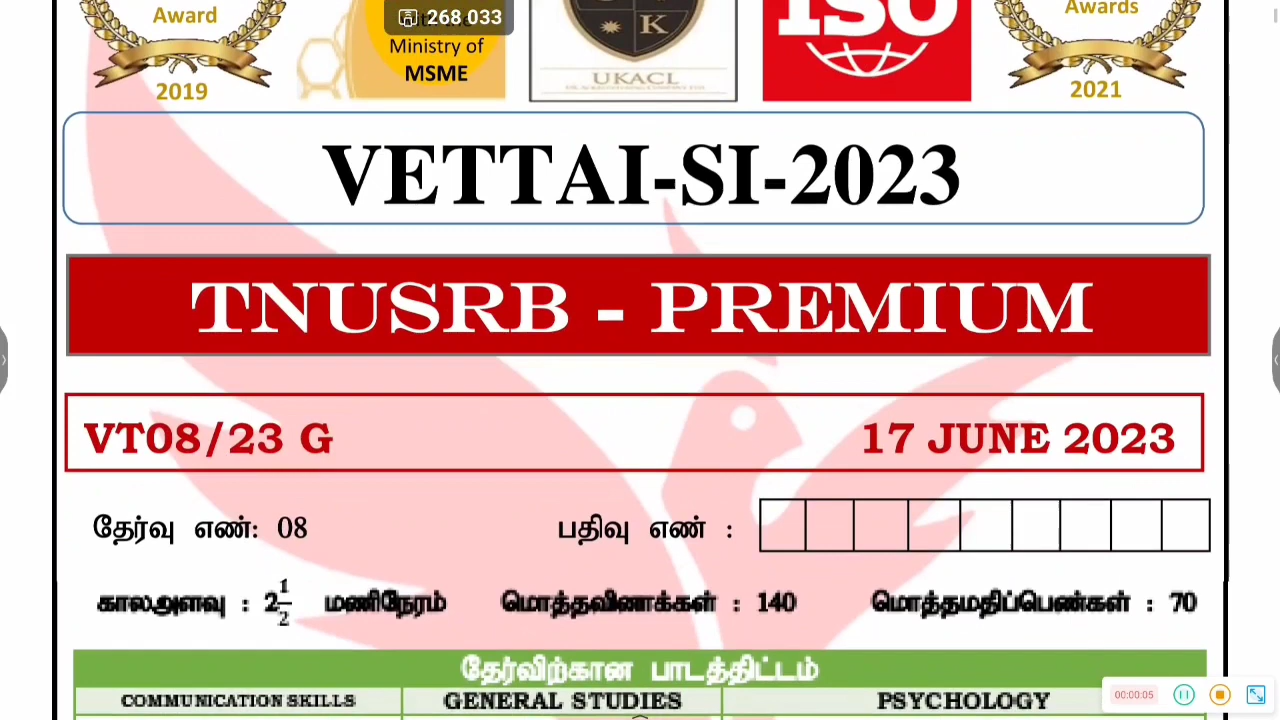 Award
268 033
Awards
Ministry of
MSME
K
ISO
UKACL
2019
2021
VETTAI-SI-2023
TNUSRB - PREMIUM
VT08/23 G
17 JUNE 2023
தேர்வு எண்: 08
பதிவு எண் :
காலஅளவு : 2 1/2 மணிநேரம்
மொத்தவினாக்கள் : 140
மொத்தமதிப்பெண்கள் : 70
தேர்விற்கான பாடத்திட்டம்
COMMUNICATION SKILLS
GENERAL STUDIES
PSYCHOLOGY
00:00:05